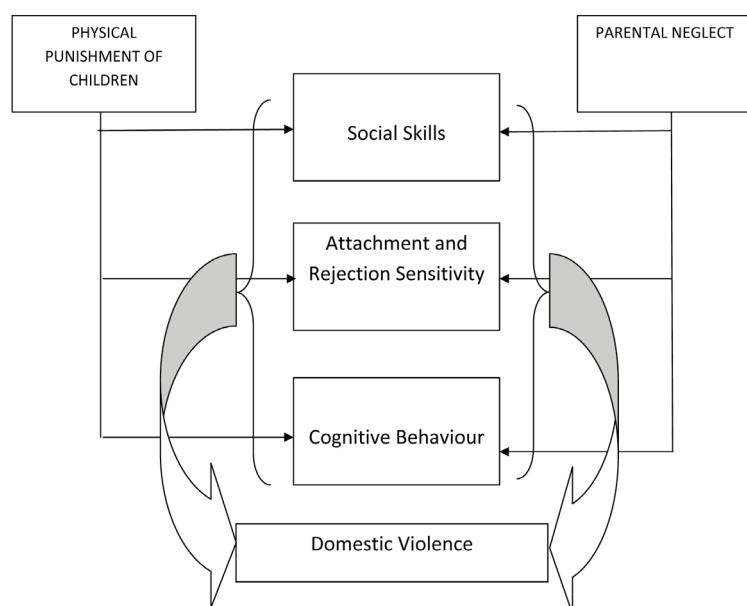 PHYSICAL
PUNISHMENT OF
CHILDREN
PARENTAL NEGLECT
Social Skills
Attachment and
Rejection Sensitivity
Cognitive Behaviour
Domestic Violence